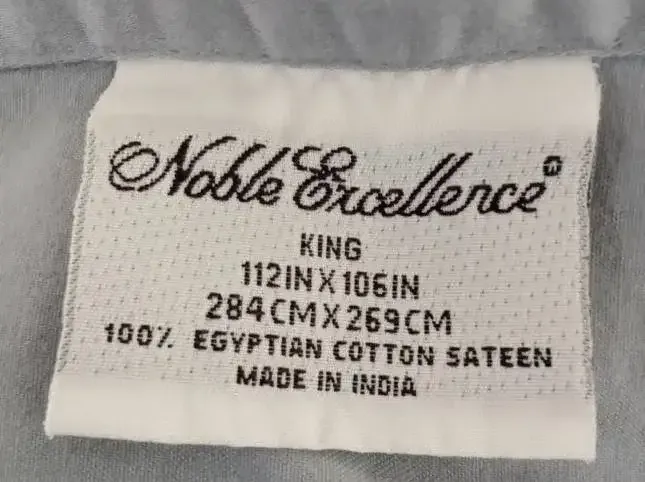 Noble Excellence®
KING
112IN X 106IN
284CM X 269CM
100% EGYPTIAN COTTON SATEEN
MADE IN INDIA